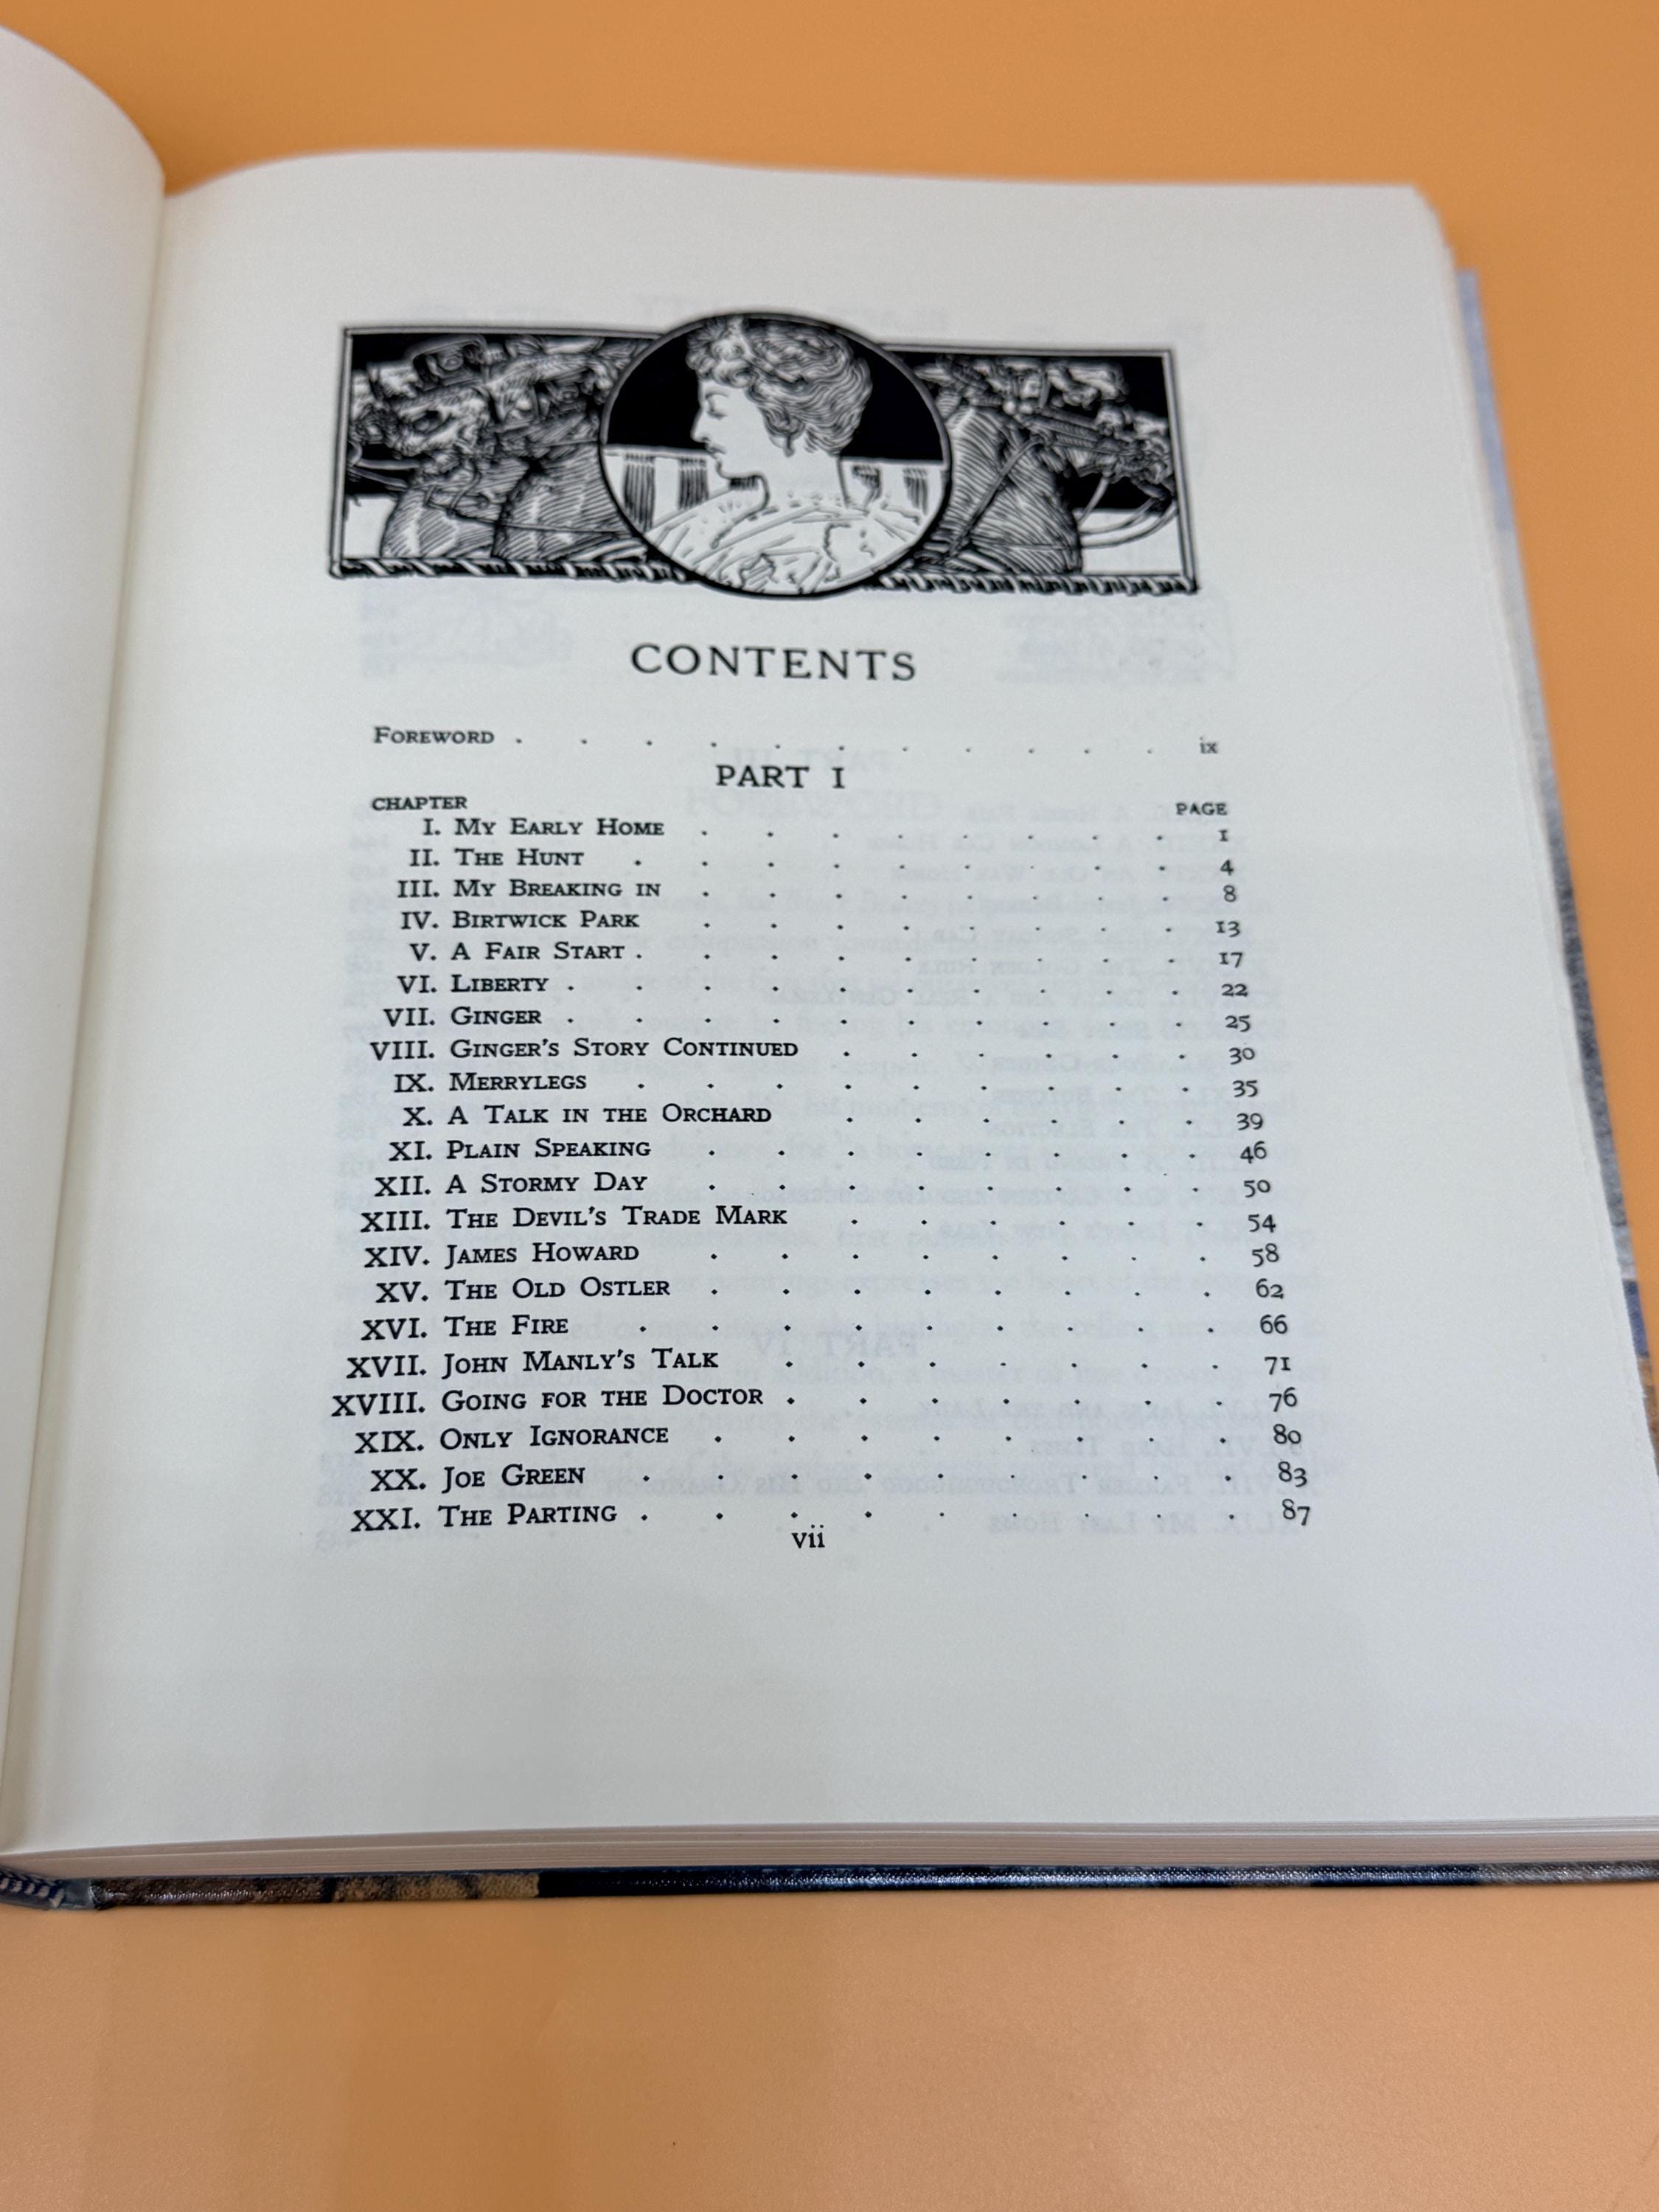 CONTENTS
FOREWORD . . . . . . . . . . . ix
PART I
CHAPTER PAGE
I. MY EARLY HOME . . . . . . . . 1
II. THE HUNT . . . . . . . . . 4
III. MY BREAKING IN . . . . . . . . 8
IV. BIRTWICK PARK . . . . . . . . 13
V. A FAIR START . . . . . . . . . 17
VI. LIBERTY . . . . . . . . . . 22
VII. GINGER . . . . . . . . . . 25
VIII. GINGER'S STORY CONTINUED . . . . . . 30
IX. MERRYLEGS . . . . . . . . . 35
X. A TALK IN THE ORCHARD . . . . . . 39
XI. PLAIN SPEAKING . . . . . . . . 46
XII. A STORMY DAY . . . . . . . . 50
XIII. THE DEVIL'S TRADE MARK . . . . . . 54
XIV. JAMES HOWARD . . . . . . . . 58
XV. THE OLD OSTLER . . . . . . . . 62
XVI. THE FIRE . . . . . . . . . 66
XVII. JOHN MANLY'S TALK . . . . . . . 71
XVIII. GOING FOR THE DOCTOR . . . . . . . 76
XIX. ONLY IGNORANCE . . . . . . . . 80
XX. JOE GREEN . . . . . . . . . 83
XXI. THE PARTING . . . . . . . . . 87
vii